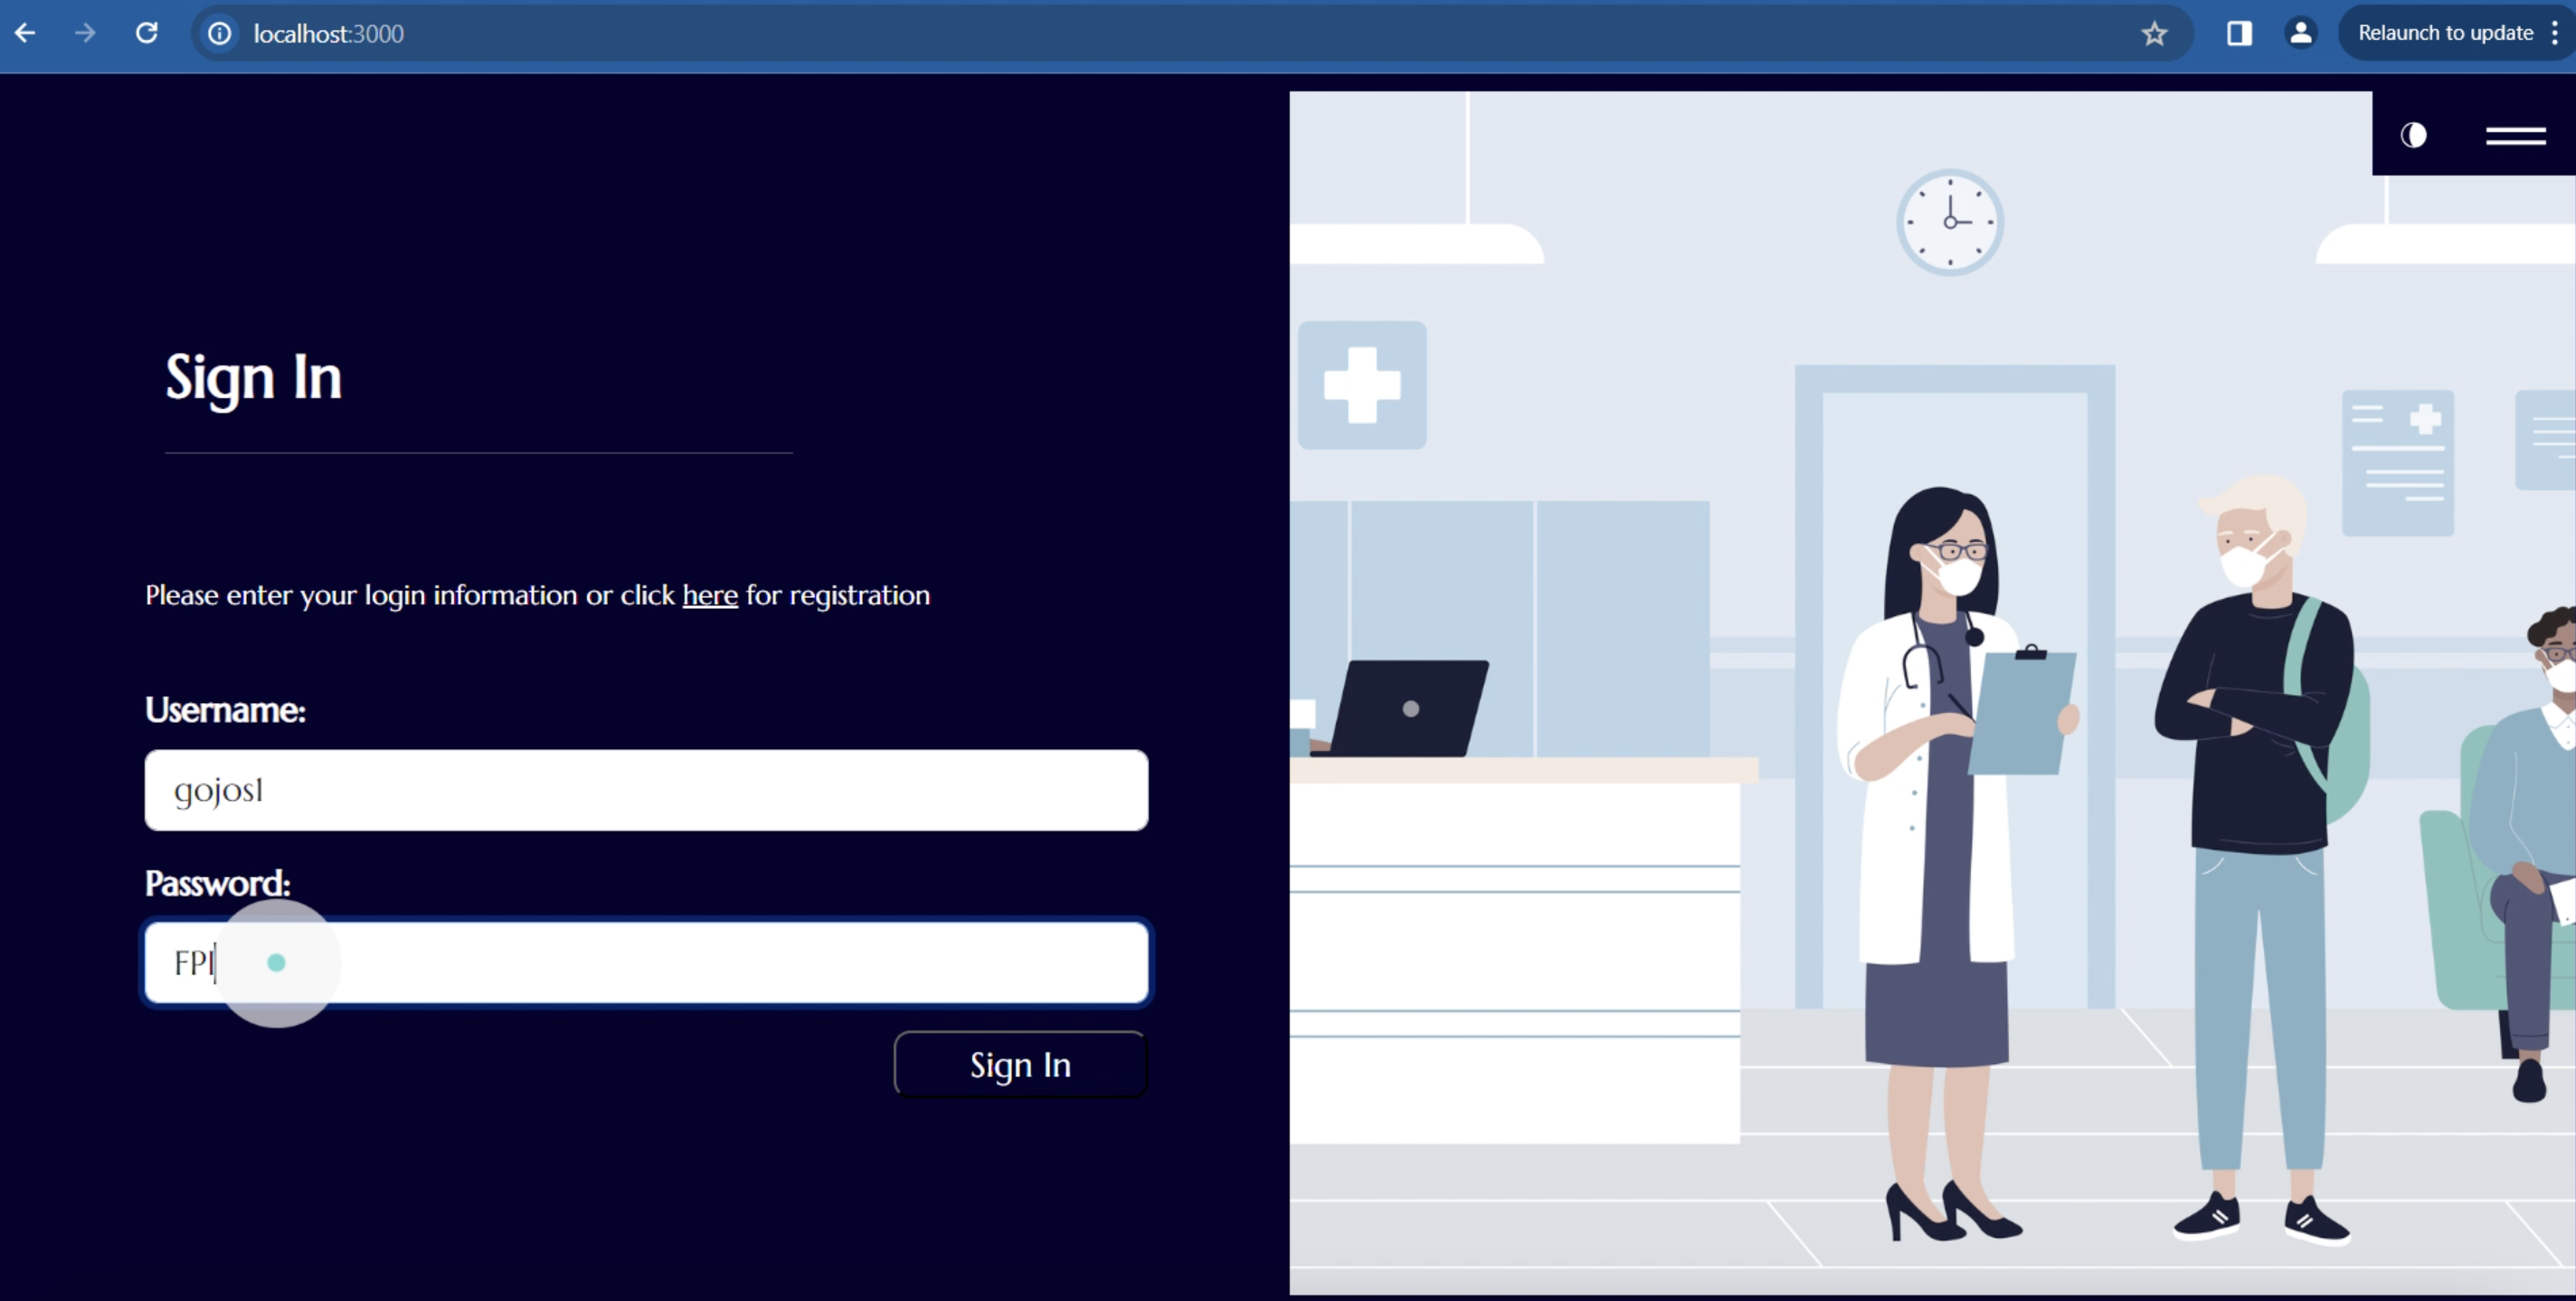 localhost:3000
Relaunch to update
Sign In
Please enter your login information or click here for registration
Username:
gojos1
Password:
FPI
Sign In